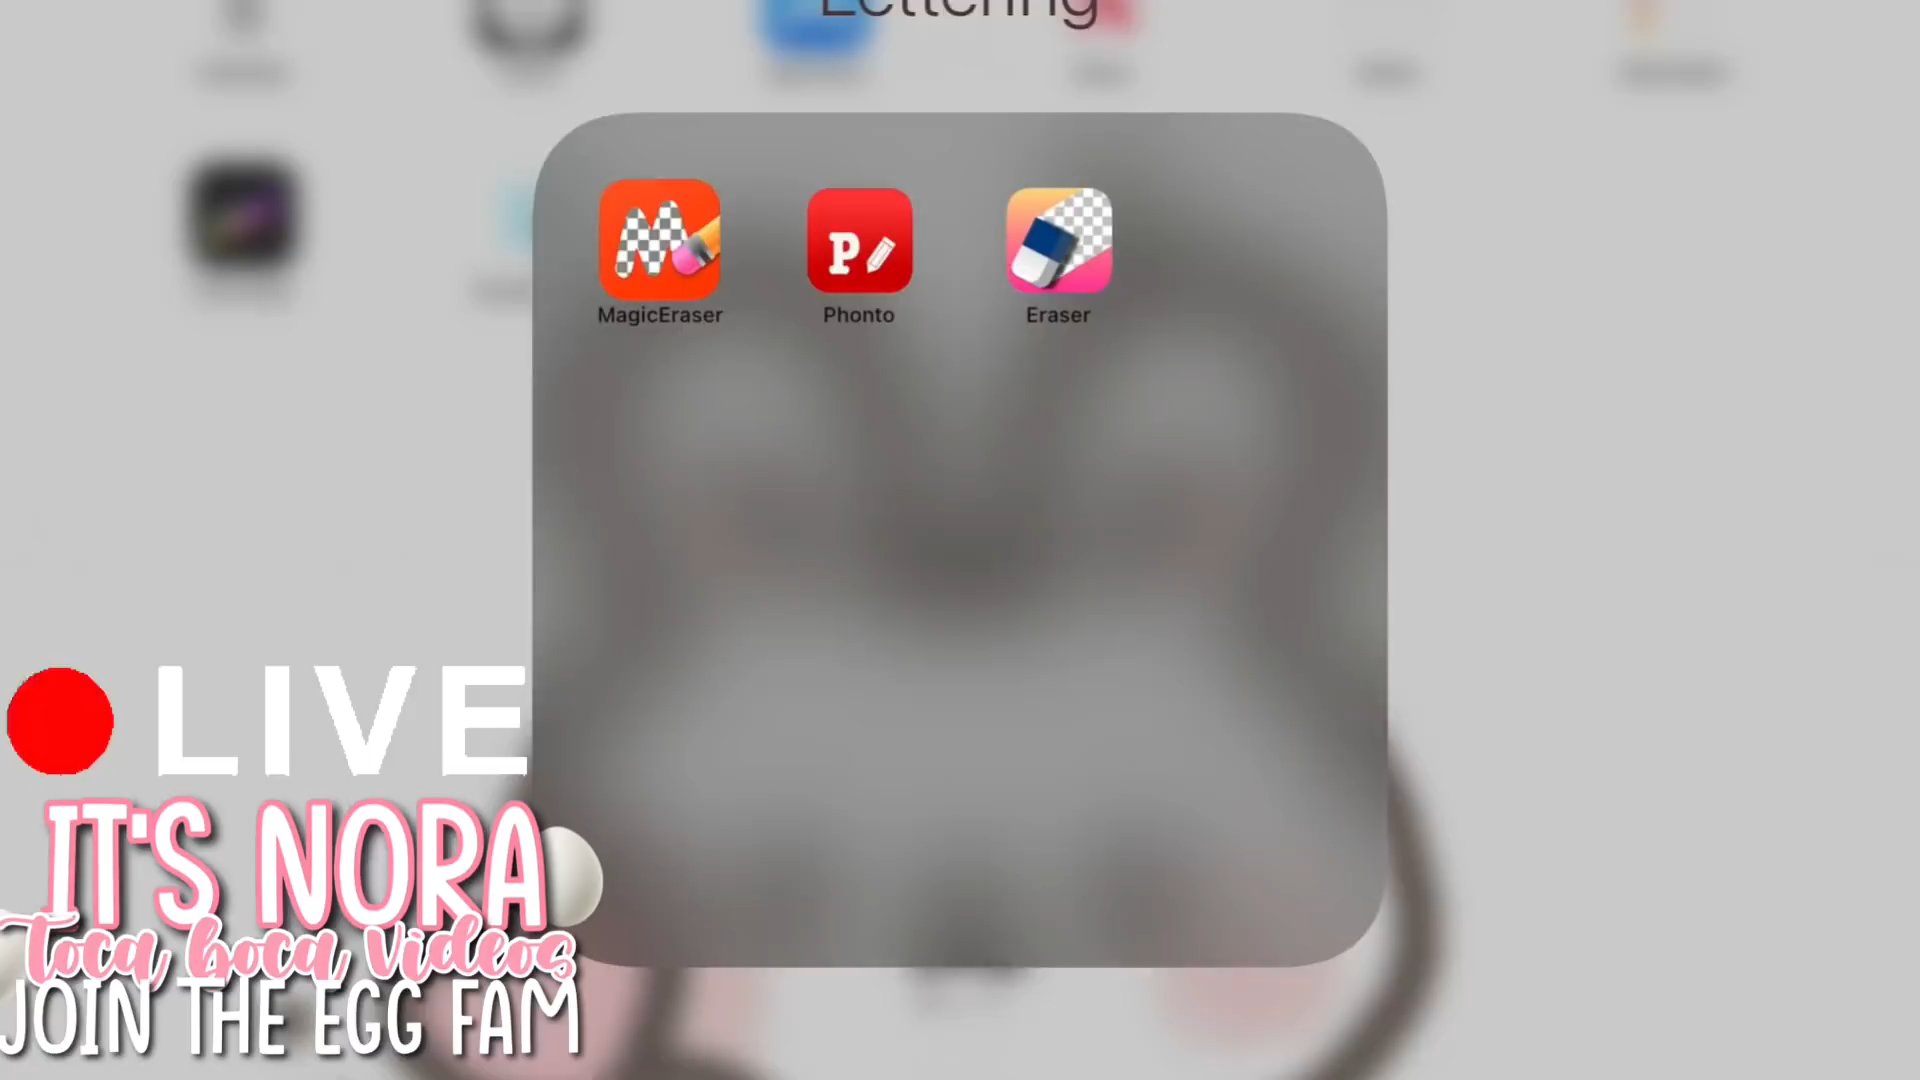 Lettering
MagicEraser
Phonto
Eraser
LIVE
IT'S NORA
Toca boca videos
JOIN THE EGG FAM